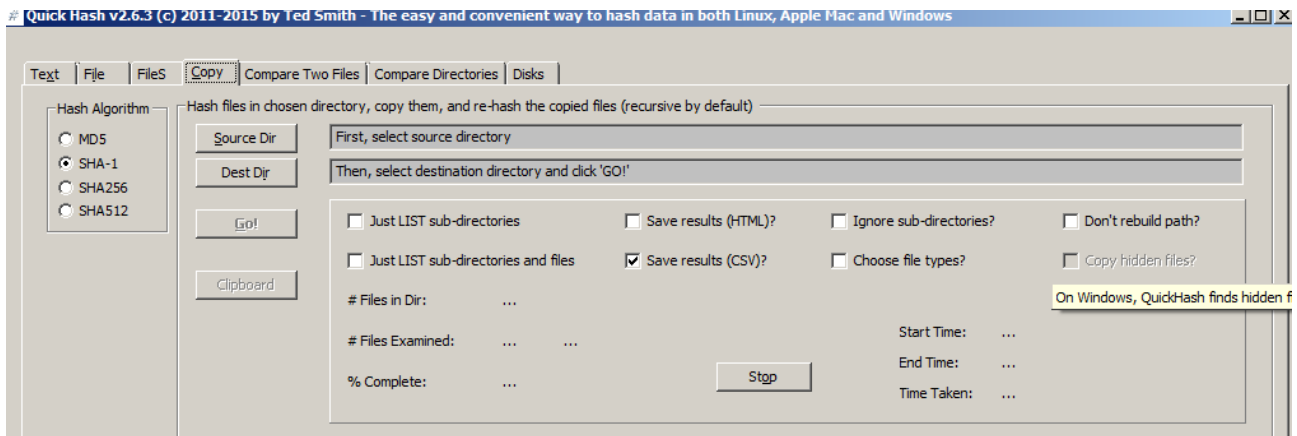 # Quick Hash v2.6.3 (c) 2011-2015 by Ted Smith - The easy and convenient way to hash data in both Linux, Apple Mac and Windows
Text File FileS Copy Compare Two Files Compare Directories Disks
Hash Algorithm
MD5
SHA-1
SHA256
SHA512
Hash files in chosen directory, copy them, and re-hash the copied files (recursive by default)
Source Dir First, select source directory
Dest Dir Then, select destination directory and click 'GO!'
Go!
Clipboard
Just LIST sub-directories Save results (HTML)? Ignore sub-directories? Don't rebuild path?
Just LIST sub-directories and files Save results (CSV)? Choose file types? Copy hidden files?
On Windows, QuickHash finds hidden
# Files in Dir: ...
# Files Examined: ... ...
% Complete: ...
Stop
Start Time: ...
End Time: ...
Time Taken: ...